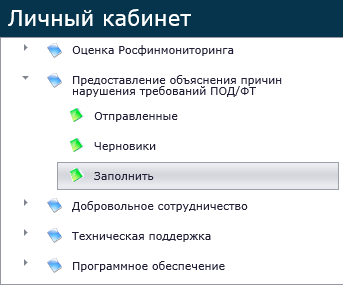 Личный кабинет
Оценка Росфинмониторинга
Предоставление объяснения причин
нарушения требований ПОД/ФТ
Отправленные
Черновики
Заполнить
Добровольное сотрудничество
Техническая поддержка
Программное обеспечение